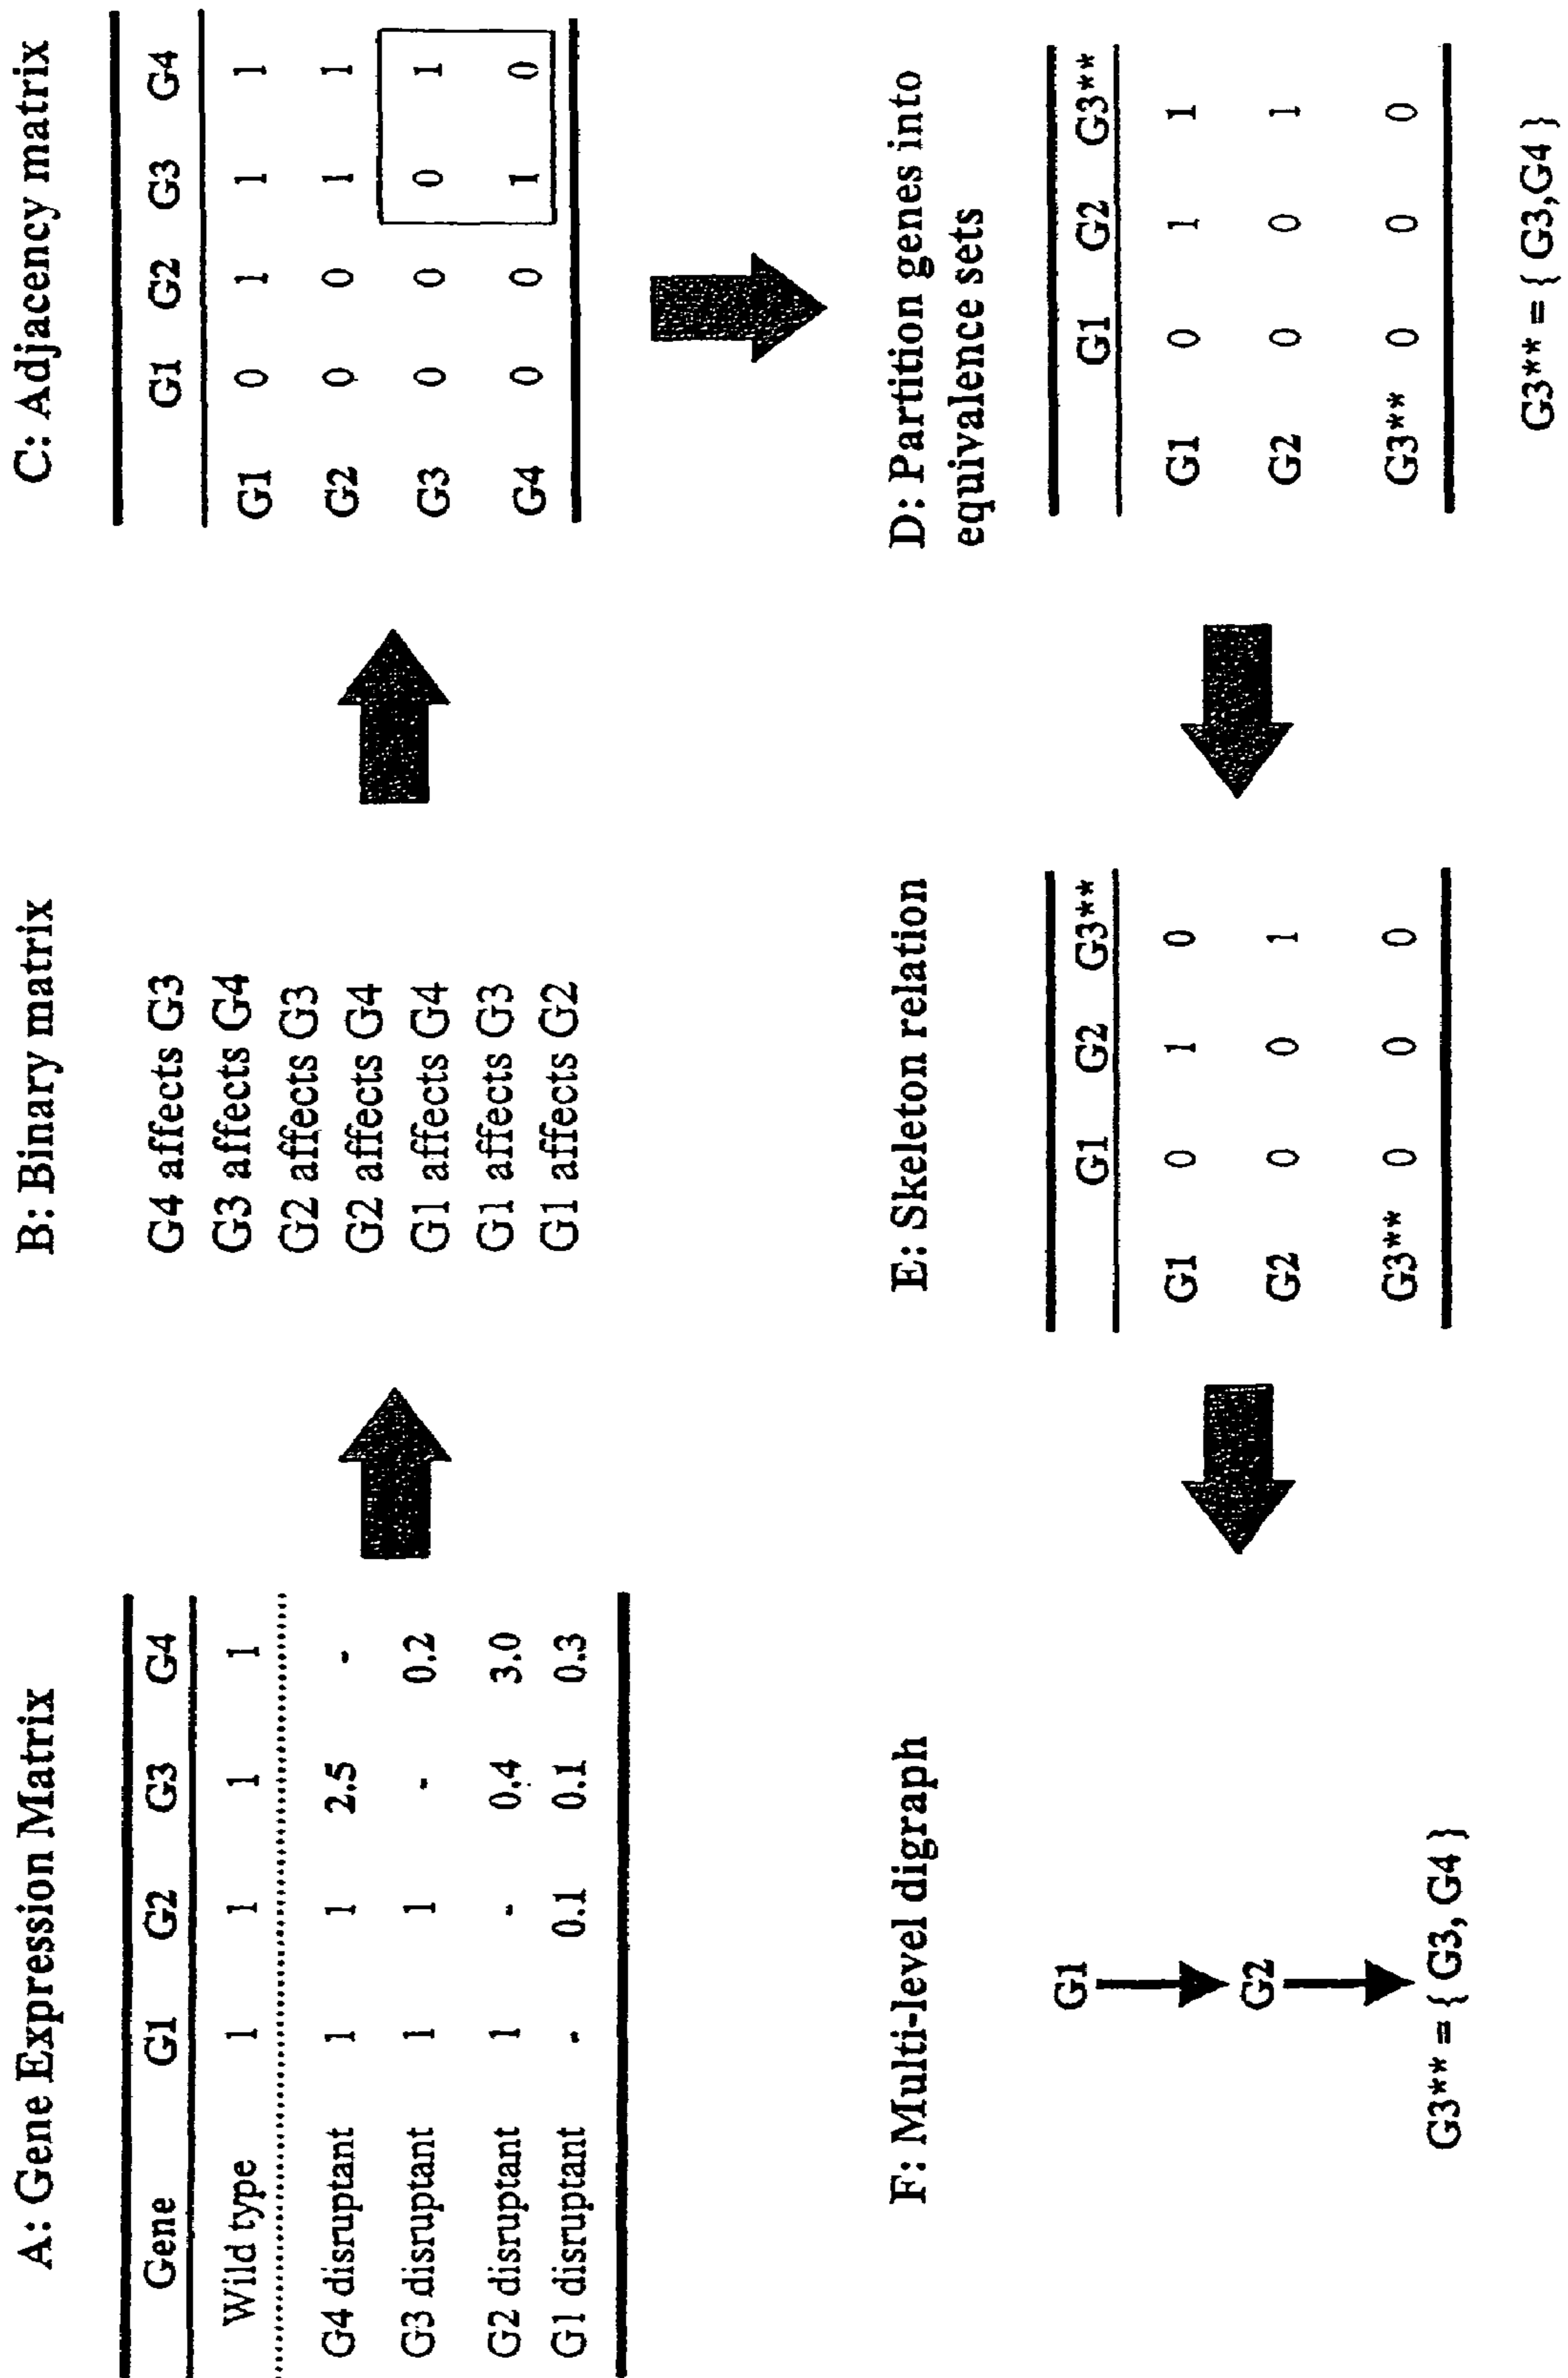 A: Gene Expression Matrix
Gene G1 G2 G3 G4
Wild type 1 1 1 1
G4 disruptant 1 1 2.5 -
G3 disruptant 1 1 - 0.2
G2 disruptant 1 - 0.4 3.0
G1 disruptant - 0.1 0.1 0.3
B: Binary matrix
G4 affects G3
G3 affects G4
G2 affects G3
G2 affects G4
G1 affects G4
G1 affects G3
G1 affects G2
C: Adjacency matrix
G1 G2 G3 G4
G1 0 1 1 1
G2 0 0 1 1
G3 0 0 0 1
G4 0 0 1 0
D: Partition genes into
equivalence sets
G1 G2 G3**
G1 0 1 1
G2 0 0 1
G3** 0 0 0
G3** = { G3,G4 }
E: Skeleton relation
G1 G2 G3**
G1 0 1 0
G2 0 0 1
G3** 0 0 0
F: Multi-level digraph
G1
G2
G3** = { G3, G4 }